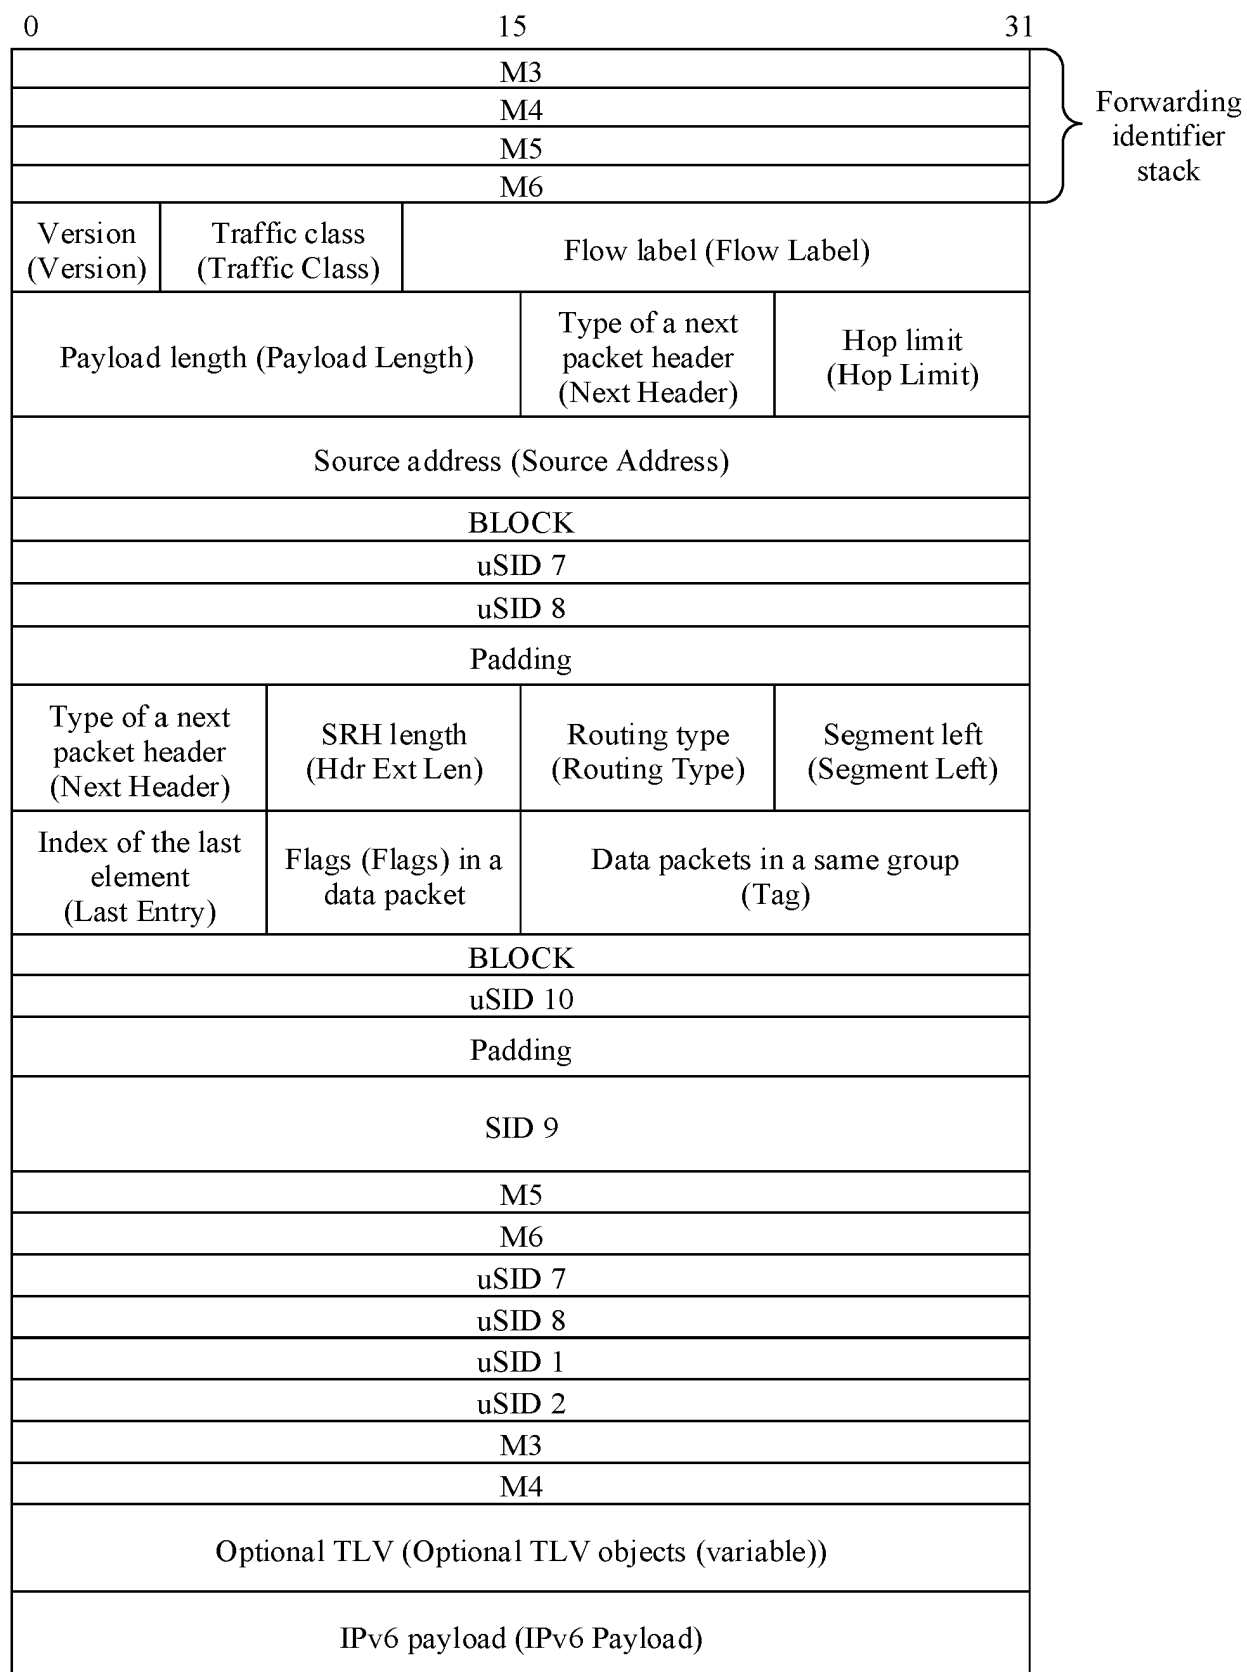 0 15 31
M3
M4
M5
M6
Forwarding
identifier
stack
Version
(Version)
Traffic class
(Traffic Class)
Flow label (Flow Label)
Payload length (Payload Length)
Type of a next
packet header
(Next Header)
Hop limit
(Hop Limit)
Source address (Source Address)
BLOCK
uSID 7
uSID 8
Padding
Type of a next
packet header
(Next Header)
SRH length
(Hdr Ext Len)
Routing type
(Routing Type)
Segment left
(Segment Left)
Index of the last
element
(Last Entry)
Flags (Flags) in a
data packet
Data packets in a same group
(Tag)
BLOCK
uSID 10
Padding
SID 9
M5
M6
uSID 7
uSID 8
uSID 1
uSID 2
M3
M4
Optional TLV (Optional TLV objects (variable))
IPv6 payload (IPv6 Payload)